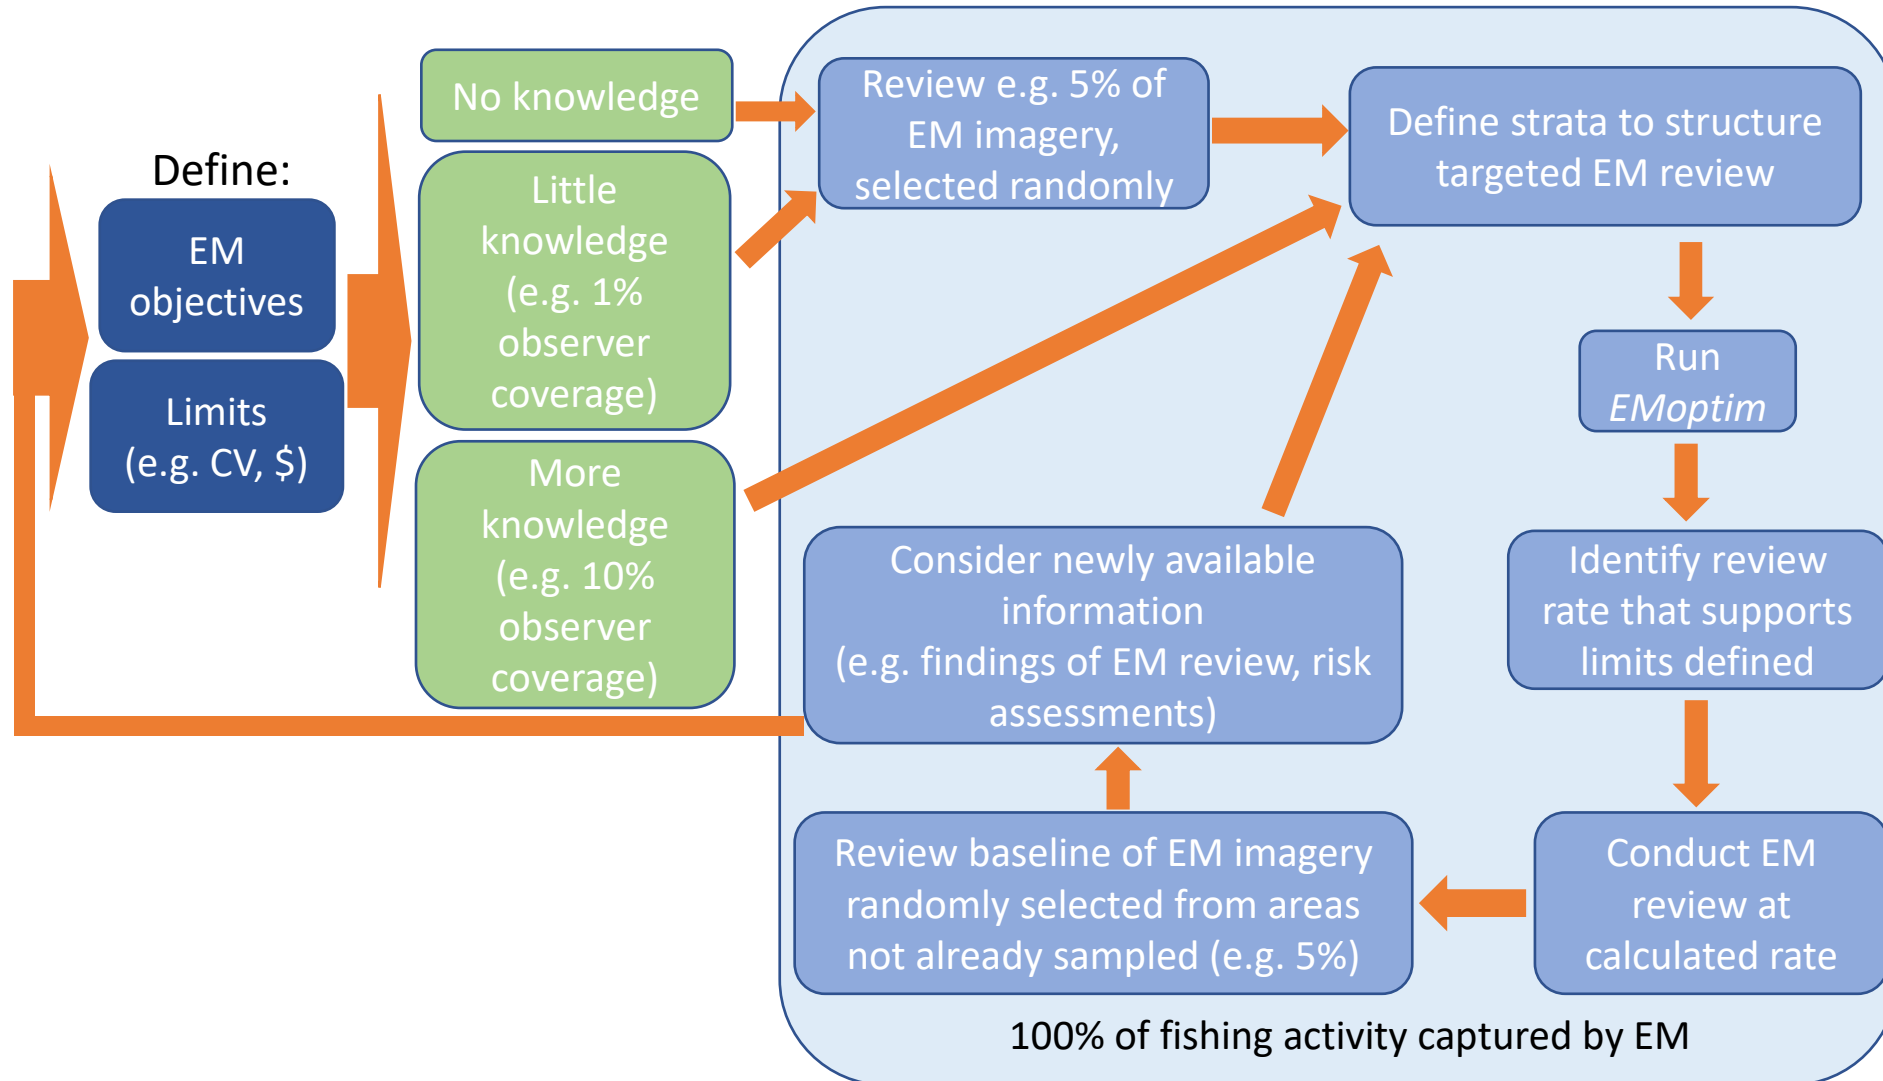 Define:
EM
objectives
Limits
(e.g. CV, $)
No knowledge
Little
knowledge
(e.g. 1%
observer
coverage)
More
knowledge
(e.g. 10%
observer
coverage)
Review e.g. 5% of
EM imagery,
selected randomly
Define strata to structure
targeted EM review
Run
EMoptim
Identify review
rate that supports
limits defined
Conduct EM
review at
calculated rate
Review baseline of EM imagery
randomly selected from areas
not already sampled (e.g. 5%)
Consider newly available
information
(e.g. findings of EM review, risk
assessments)
100% of fishing activity captured by EM